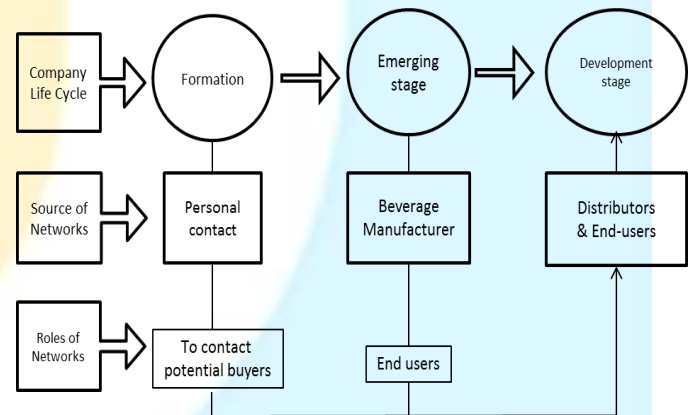 Company
Life Cycle
Formation
Emerging
stage
Development
stage
Source of
Networks
Personal
contact
Beverage
Manufacturer
Distributors
& End-users
Roles of
Networks
To contact
potential buyers
End users